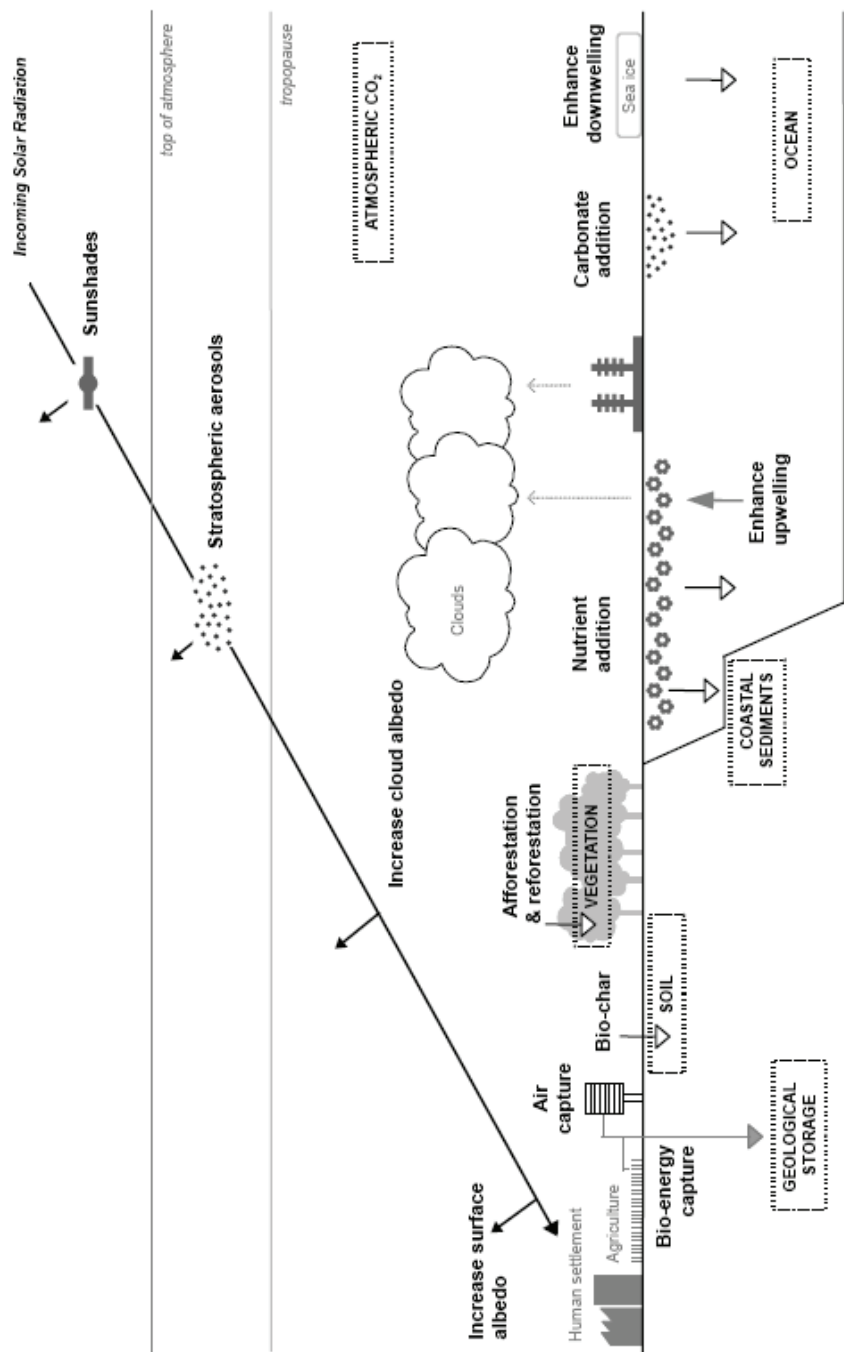 Incoming Solar Radiation
Sunshades
top of atmosphere
Stratospheric aerosols
tropopause
ATMOSPHERIC CO₂
Increase cloud albedo
Clouds
Increase surface
albedo
Human settlement
Agriculture
Bio-energy
capture
Air
capture
GEOLOGICAL
STORAGE
Bio-char
SOIL
Afforestation
& reforestation
VEGETATION
COASTAL
SEDIMENTS
Nutrient
addition
Enhance
upwelling
Carbonate
addition
Enhance
downwelling
Sea ice
OCEAN